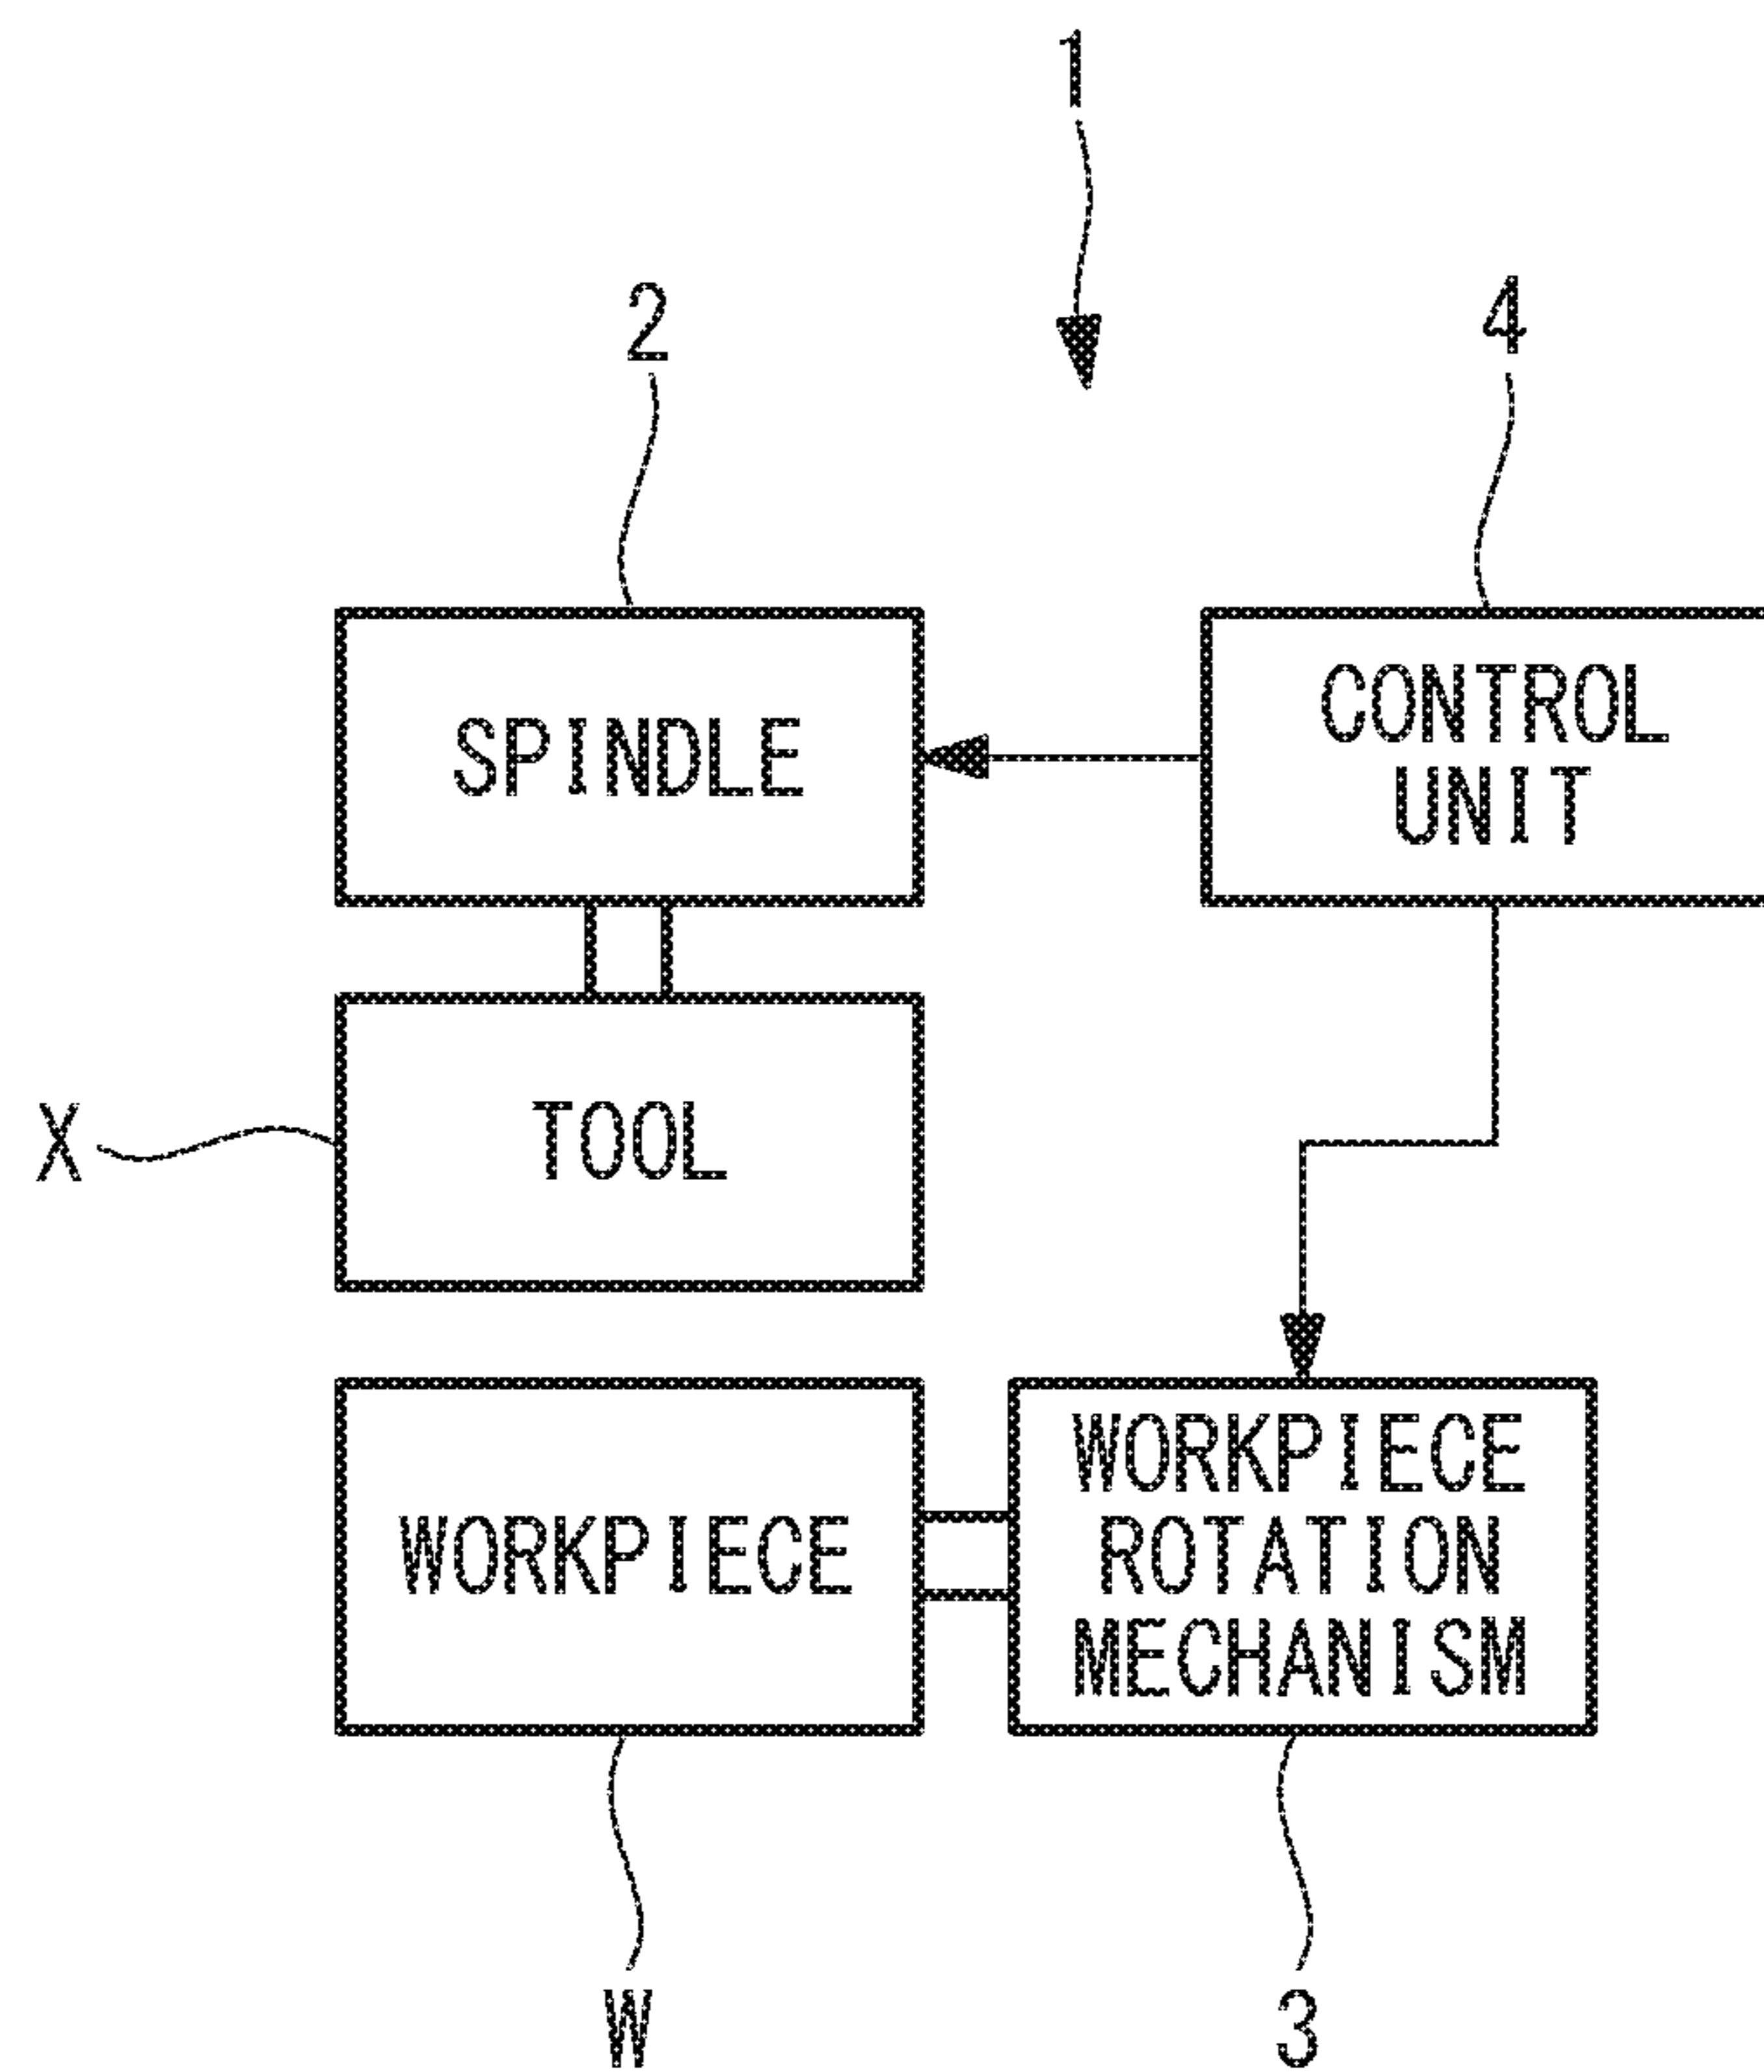 1
2
4
SPINDLE
CONTROL
UNIT
X
TOOL
WORKPIECE
WORKPIECE
ROTATION
MECHANISM
W
3